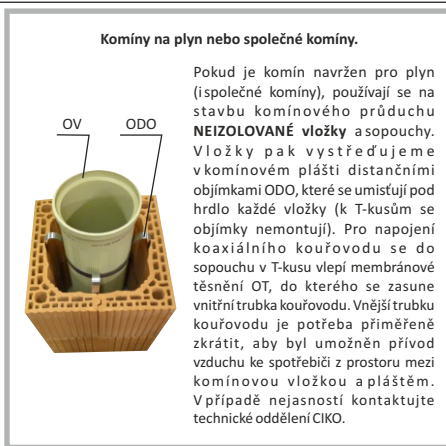 Komíny na plyn nebo společné komíny.
OV
ODO
Pokud je komín navržen pro plyn
(i společné komíny), používají se na
stavbu komínového průduchu
NEIZOLOVANÉ vložky a sopouchy.
Vložky pak vystřeďujeme
v komínovém plášti distančními
objímkami ODO, které se umisťují pod
hrdlo každé vložky (k T-kusům se
objímky nemontují). Pro napojení
koaxiálního kouřovodu se do
sopouchu v T-kusu vlepí membránové
těsnění OT, do kterého se zasune
vnitřní trubka kouřovodu. Vnější trubku
kouřovodu je potřeba přiměřeně
zkrátit, aby byl umožněn přívod
vzduchu ke spotřebiči z prostoru mezi
komínovou vložkou a pláštěm.
V případě nejasností kontaktujte
technické oddělení CIKO.